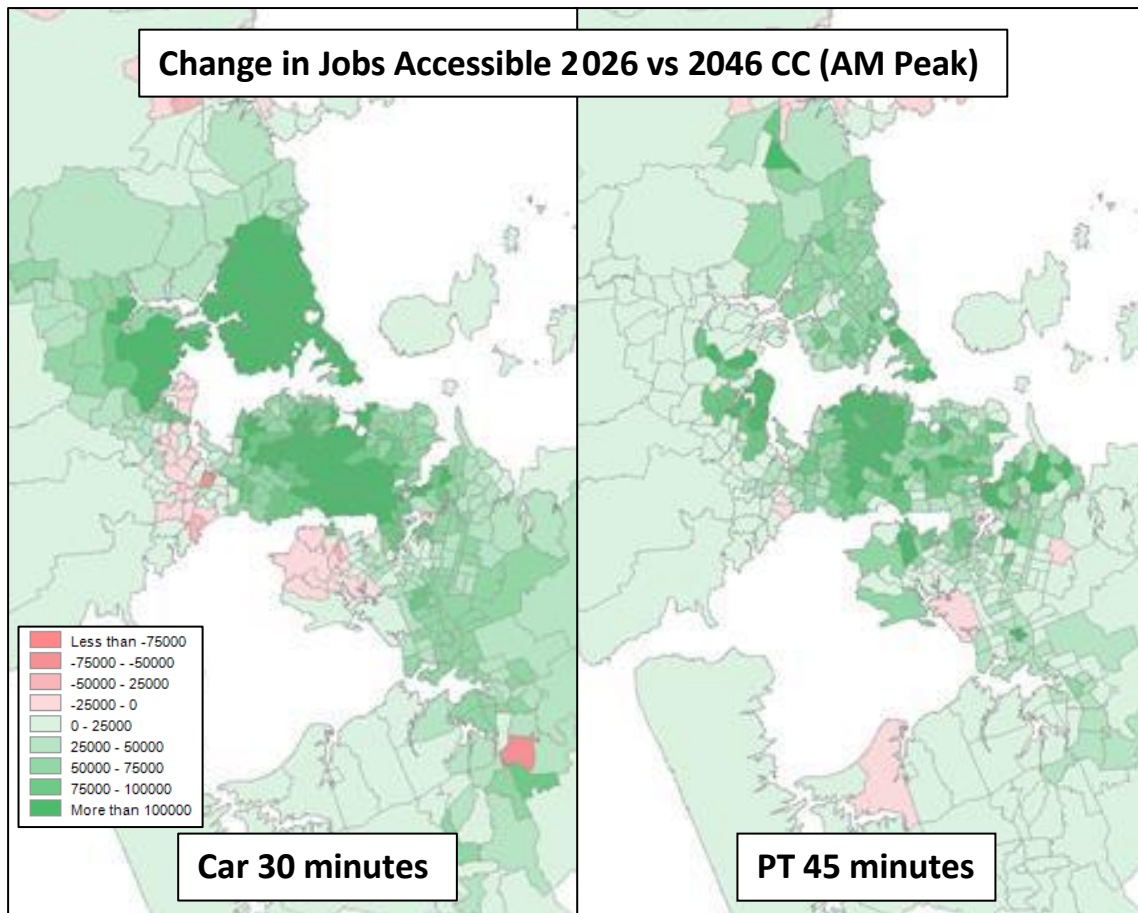 Change in Jobs Accessible 2026 vs 2046 CC (AM Peak)
Less than -75000
-75000 - -50000
-50000 - 25000
-25000 - 0
0 - 25000
25000 - 50000
50000 - 75000
75000 - 100000
More than 100000
Car 30 minutes
PT 45 minutes